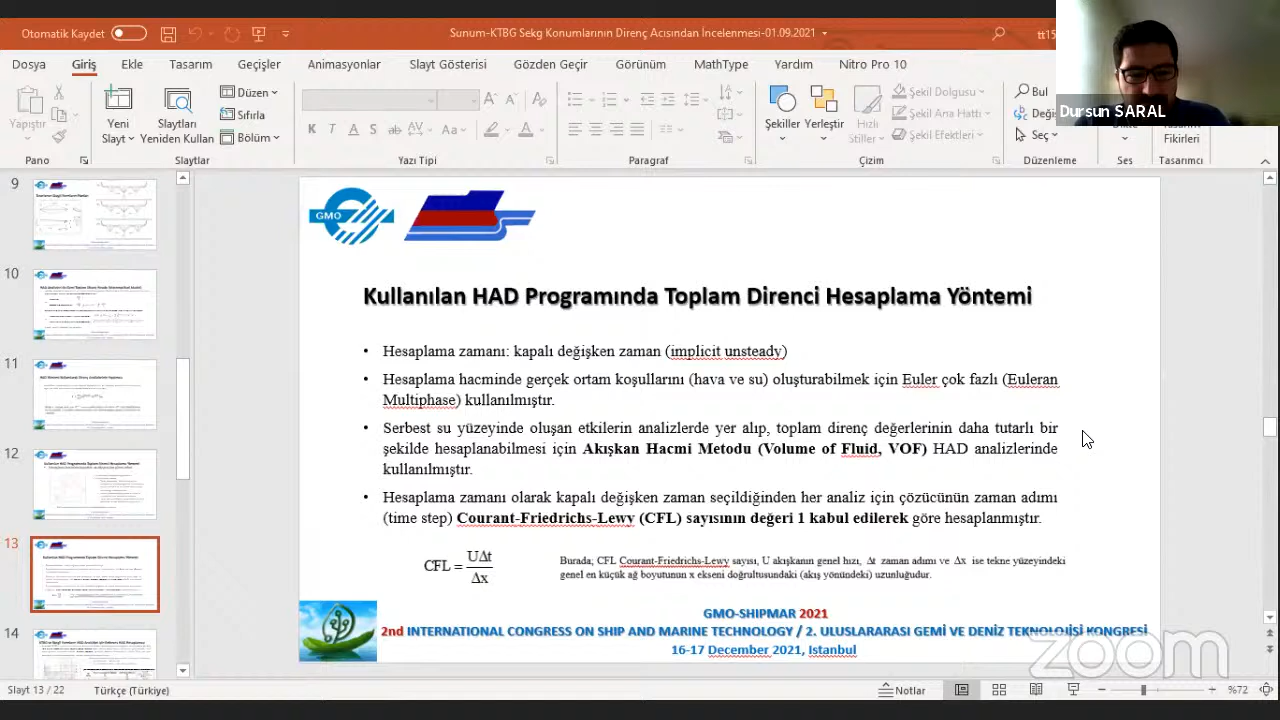 Otomatik Kaydet
Sunum-KTBG Sekg Konumlarının Direnç Acısından İncelenmesi-01.09.2021
tt15
Dosya Giriş Ekle Tasarım Geçişler Animasyonlar Slayt Gösterisi Gözden Geçir Görünüm MathType Yardım Nitro Pro 10
Yapıştır
Yeni
Slayt
Slaytları
Yeniden Kullan
Düzen
Sıfırla
Bölüm
Şekiller
Yerleştir
Hızlı
Stiller
Şekil Dolgusu
Şekil Ana Hattı
Şekil Efektleri
Bul
Seç
Dikte
Tasarım
Fikirleri
Pano Slaytlar Yazı Tipi Paragraf Çizim Düzenleme Ses Tasarımcı
Dursun SARAL
9
10
11
12
13
14
GMO
Hesaplama Yöntemi
• Hesaplama zamanı: kapalı değişken zaman (implicit unsteady)
• Hesaplama hacminde gerçek ortam koşullarını (hava ve su) oluşturabilmek için Euler çok fazlı (Euleran
Multiphase) kullanılmıştır.
• Serbest su yüzeyinde oluşan etkilerin analizlerde yer alıp, toplam direnç değerlerinin daha tutarlı bir
şekilde hesaplanabilmesi için Akışkan Hacmi Metodu (Volume of Fluid, VOF) HAD analizlerinde
kullanılmıştır.
• Hesaplama zamanı olarak kapalı değişken zaman seçildiğinden her analiz için çözücünün zaman adımı
(time step) Courant-Friedrichs-Lewy (CFL) sayısının değeri 1 kabul edilerek göre hesaplanmıştır.
CFL = UΔt
Δx
Burada; CFL Courant-Friedrichs-Lewy sayısı, U akışkanın genel hızı, Δt zaman adımı ve Δx ise tekne yüzeyindeki
genel en küçük ağ boyutunun x ekseni doğrultusundaki (akış yönündeki) uzunluğudur.
GMO-SHIPMAR 2021
2nd INTERNATIONAL CONGRESS ON SHIP AND MARINE TECHNOLOGY / 2. ULUSLARARASI GEMİ VE DENİZ TEKNOLOJİSİ KONGRESİ
16-17 December 2021, istanbul
zoom
Slayt 13 / 22
Türkçe (Türkiye)
Notlar
%72